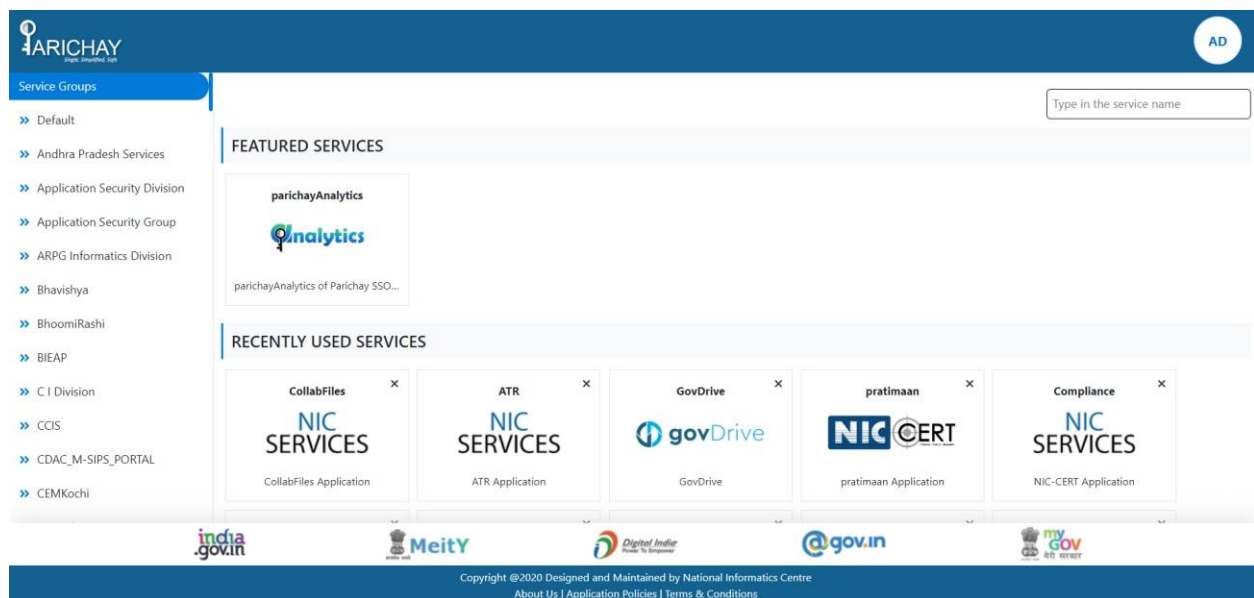 PARICHAY
Single, Simplified, Safe
AD
Service Groups
Default
Andhra Pradesh Services
Application Security Division
Application Security Group
ARPG Informatics Division
Bhavishya
BhoomiRashi
BIEAP
C I Division
CCIS
CDAC_M-SIPS_PORTAL
CEMKochi
Type in the service name
FEATURED SERVICES
parichayAnalytics
analytics
parichayAnalytics of Parichay SSO...
RECENTLY USED SERVICES
CollabFiles
NIC
SERVICES
CollabFiles Application
ATR
NIC
SERVICES
ATR Application
GovDrive
govDrive
GovDrive
pratimaan
NIC CERT
pratimaan Application
Compliance
NIC
SERVICES
NIC-CERT Application
india
.gov.in
MeitY
Digital India
Power To Empower
@gov.in
my
GOV
मेरी सरकार
Copyright @2020 Designed and Maintained by National Informatics Centre
About Us | Application Policies | Terms & Conditions